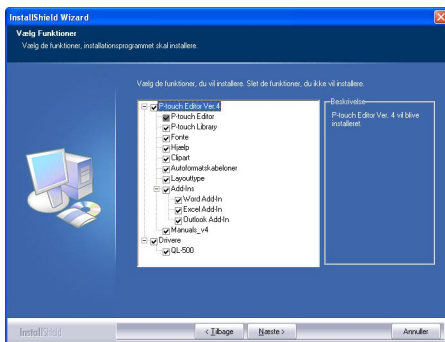 InstallShield Wizard
Vælg Funktioner
Vælg de funktioner, installationsprogrammet skal installere.
Vælg de funktioner, du vil installere. Slet de funktioner, du ikke vil installere.
P-touch Editor Ver.4
P-touch Editor
P-touch Library
Fonte
Hjælp
Clipart
Autoformatskabeloner
Layouttype
Add-Ins
Word Add-In
Excel Add-In
Outlook Add-In
Manuals_v4
Drivere
QL-500
Beskrivelse
P-touch Editor Ver. 4 vil blive
installeret.
InstallShield
< Tilbage
Næste >
Annuller